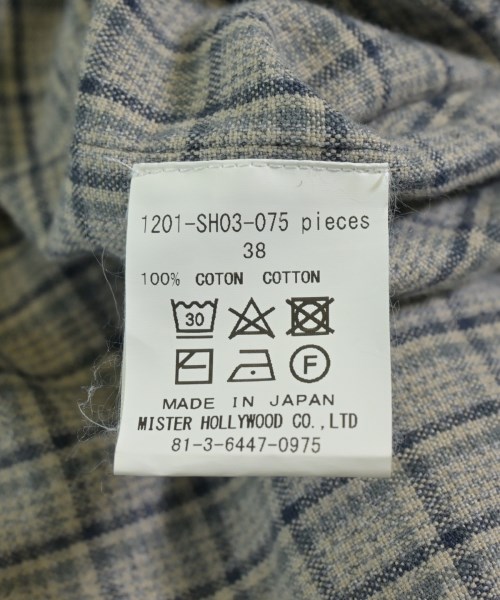 1201-SH03-075 pieces
38
100% COTON COTTON
30
F
MADE IN JAPAN
MISTER HOLLYWOOD CO.,LTD
81-3-6447-0975